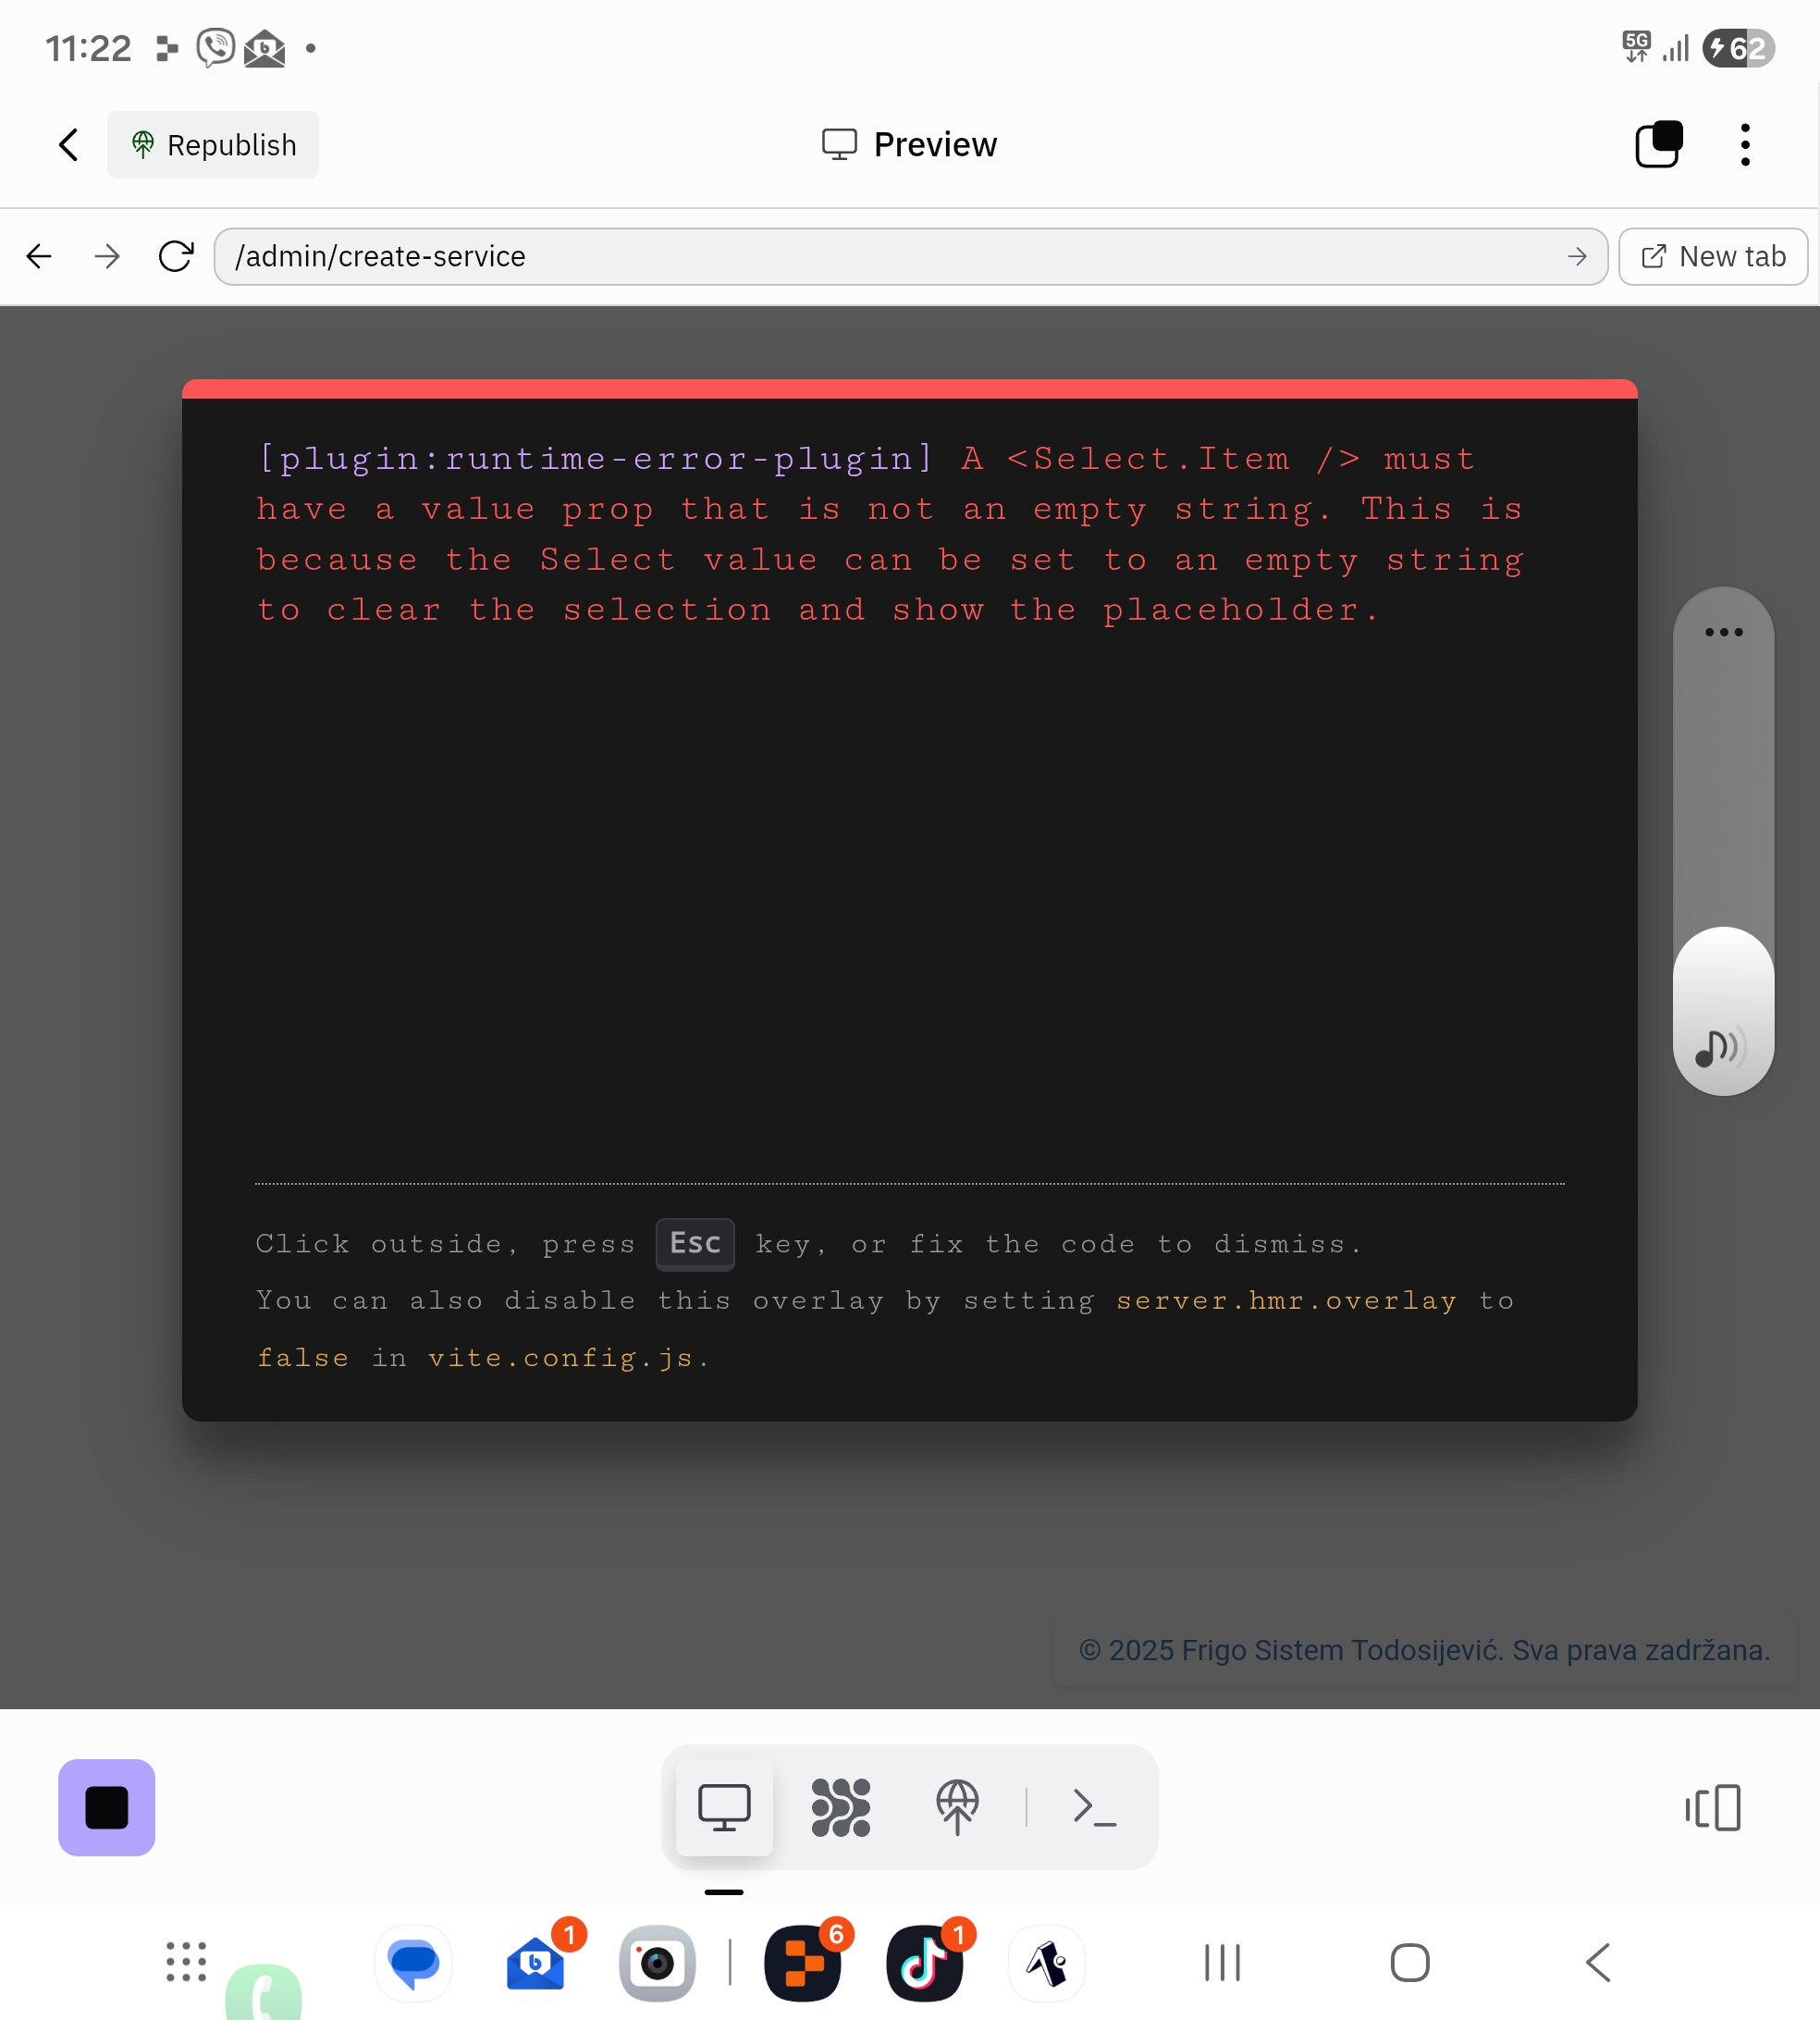 11:22
5G
62
Republish
Preview
/admin/create-service
New tab
[plugin:runtime-error-plugin] A <Select.Item /> must
have a value prop that is not an empty string. This is
because the Select value can be set to an empty string
to clear the selection and show the placeholder.
Click outside, press Esc key, or fix the code to dismiss.
You can also disable this overlay by setting server.hmr.overlay to
false in vite.config.js.
© 2025 Frigo Sistem Todosijević. Sva prava zadržana.
1
6
1